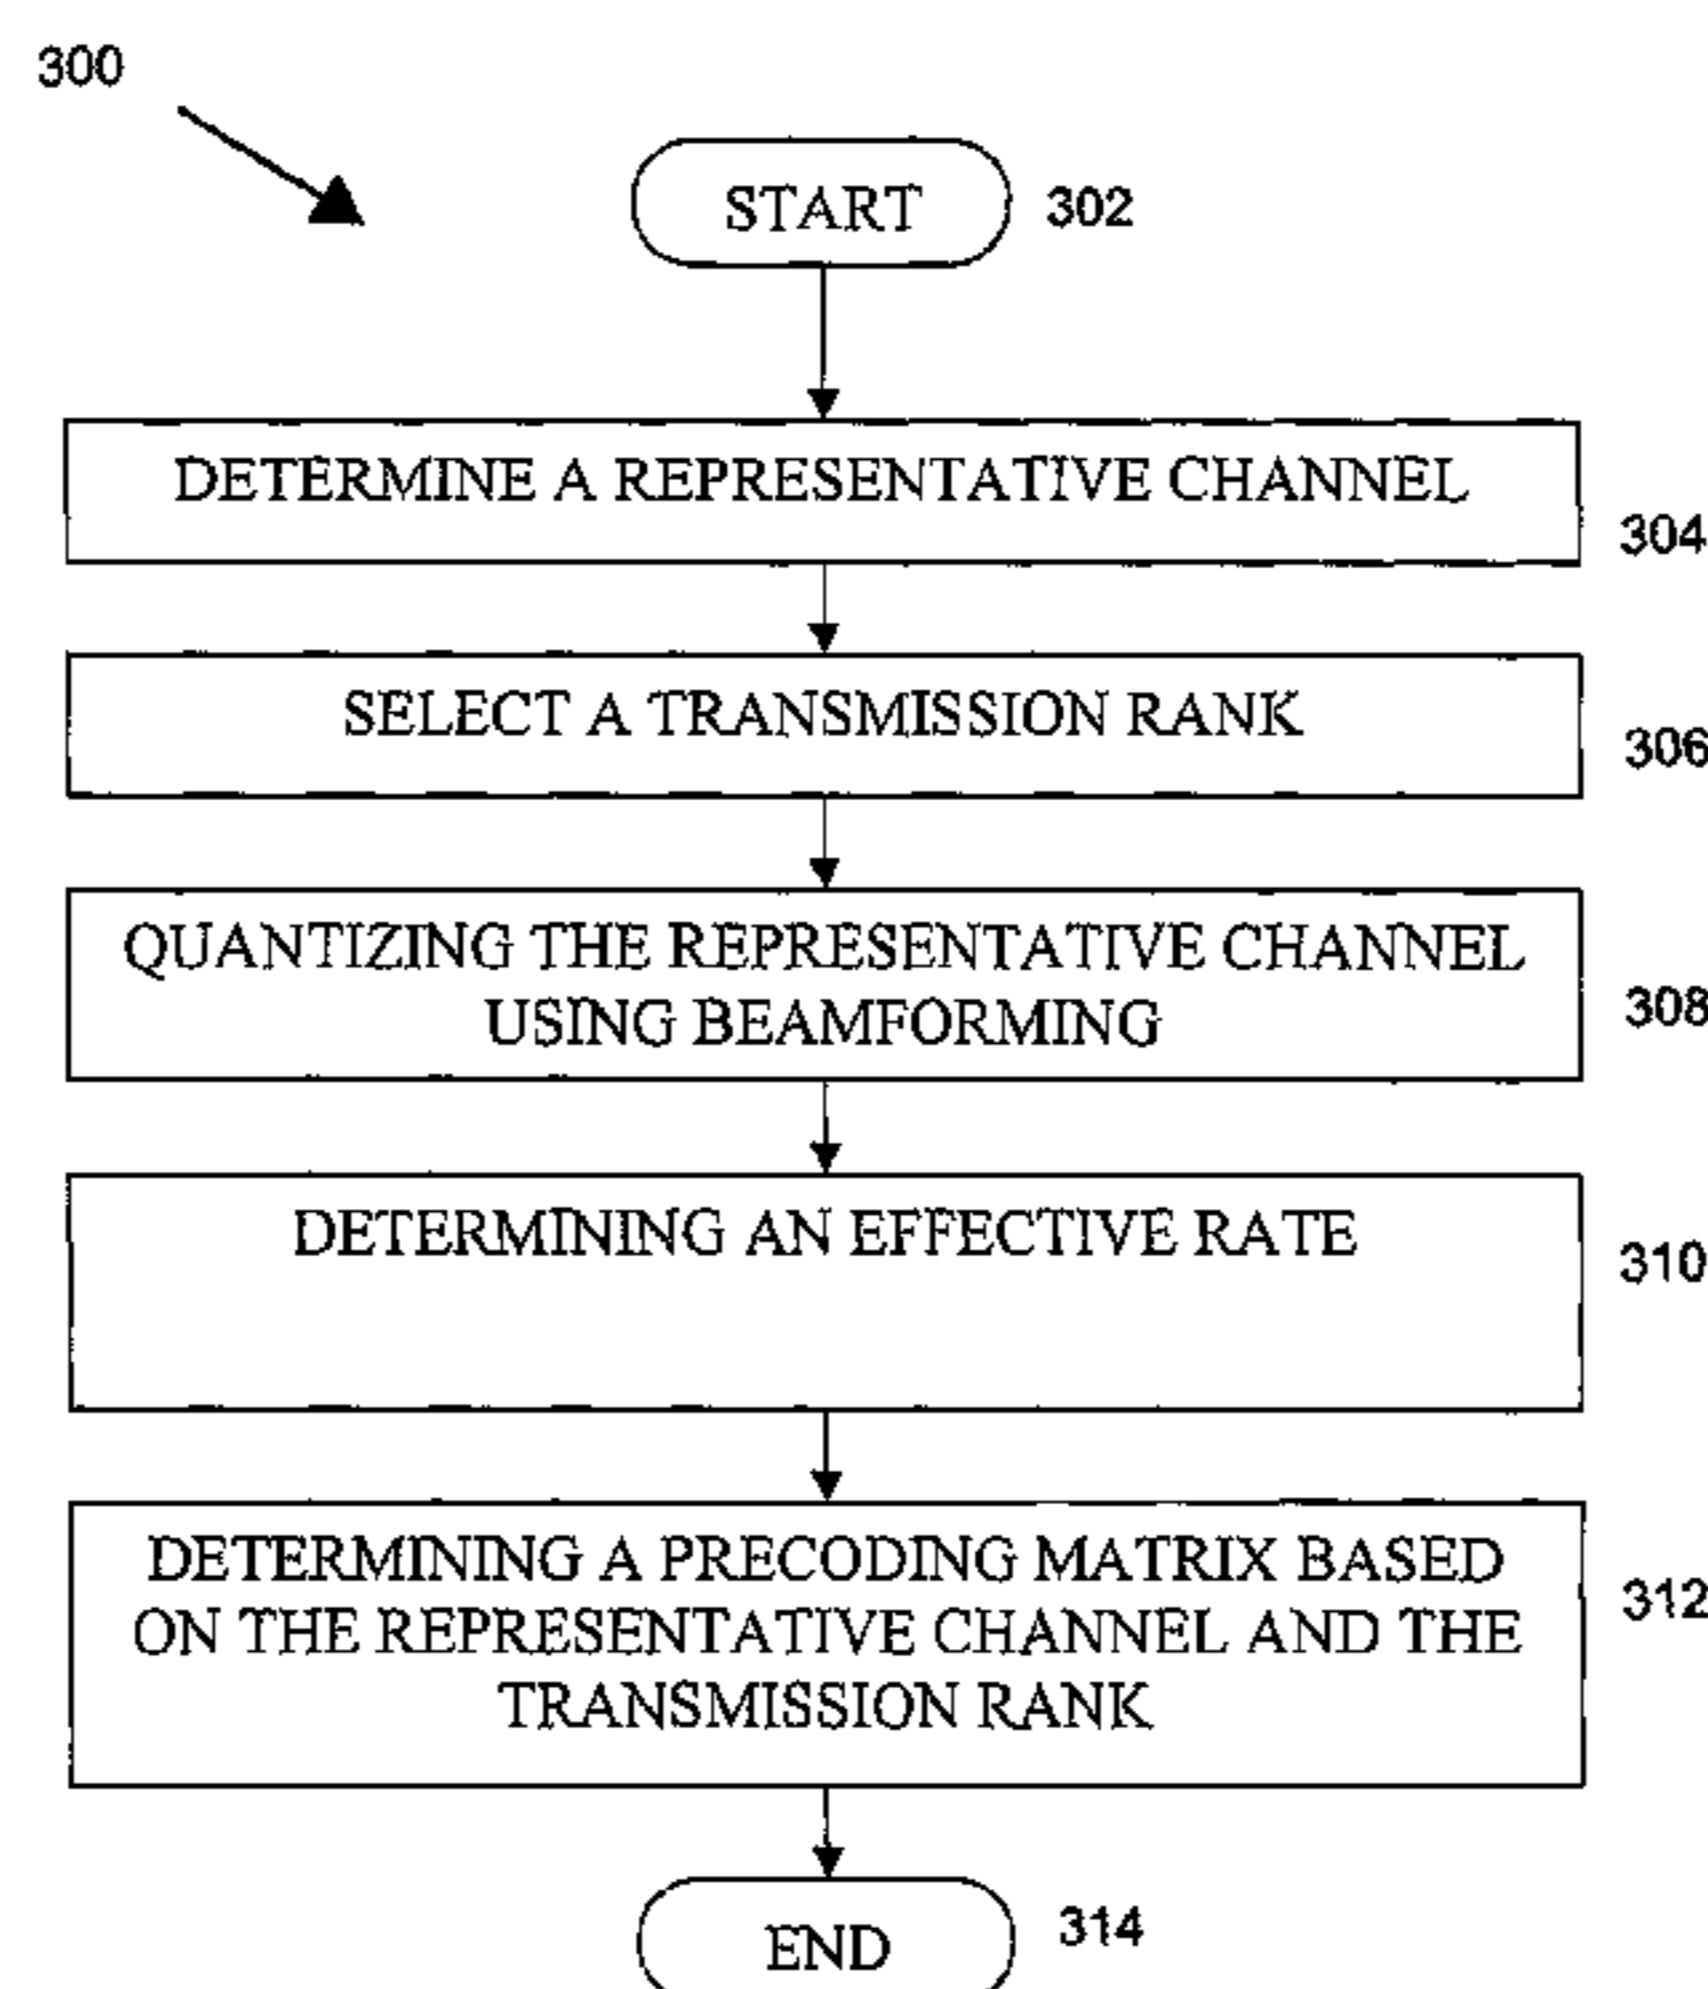 300
START
302
DETERMINE A REPRESENTATIVE CHANNEL
304
SELECT A TRANSMISSION RANK
306
QUANTIZING THE REPRESENTATIVE CHANNEL
USING BEAMFORMING
308
DETERMINING AN EFFECTIVE RATE
310
DETERMINING A PRECODING MATRIX BASED
ON THE REPRESENTATIVE CHANNEL AND THE
TRANSMISSION RANK
312
END
314